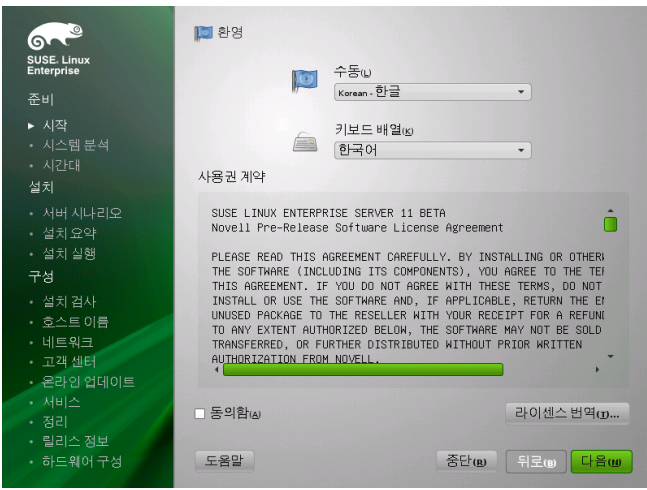 SUSE. Linux
Enterprise
준비
시작
시스템 분석
시간대
설치
서버 시나리오
설치 요약
설치 실행
구성
설치 검사
호스트 이름
네트워크
고객 센터
온라인 업데이트
서비스
정리
릴리스 정보
하드웨어 구성
환영
수동(L)
Korean - 한글
키보드 배열(K)
한국어
사용권 계약
SUSE LINUX ENTERPRISE SERVER 11 BETA
Novell Pre-Release Software License Agreement
PLEASE READ THIS AGREEMENT CAREFULLY. BY INSTALLING OR
THE SOFTWARE (INCLUDING ITS COMPONENTS), YOU AGREE TO THE
THIS AGREEMENT. IF YOU DO NOT AGREE WITH THESE TERMS, DO NOT
INSTALL OR USE THE SOFTWARE AND, IF APPLICABLE, RETURN THE
UNUSED PACKAGE TO THE RESELLER WITH YOUR RECEIPT FOR A
TO ANY EXTENT AUTHORIZED BELOW, THE SOFTWARE MAY NOT BE SOLD
TRANSFERRED, OR FURTHER DISTRIBUTED WITHOUT PRIOR WRITTEN
AUTHORIZATION FROM NOVELL.
동의함(A)
라이센스 번역(T)...
도움말
중단(R)
뒤로(B)
다음(N)